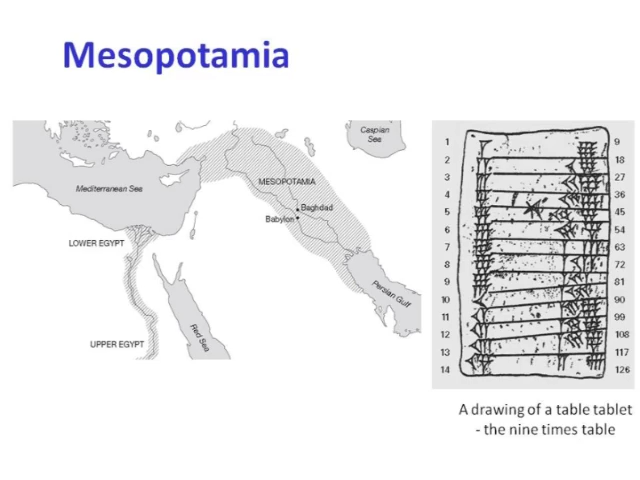 Mesopotamia
Caspian
Sea
Mediterranean Sea
MESOPOTAMIA
Baghdad
Babylon
LOWER EGYPT
Persian Gulf
Red Sea
UPPER EGYPT
1 9
2 18
3 27
4 36
5 45
6 54
7 63
8 72
9 81
10 90
11 99
12 108
13 117
14 126
A drawing of a table tablet
- the nine times table